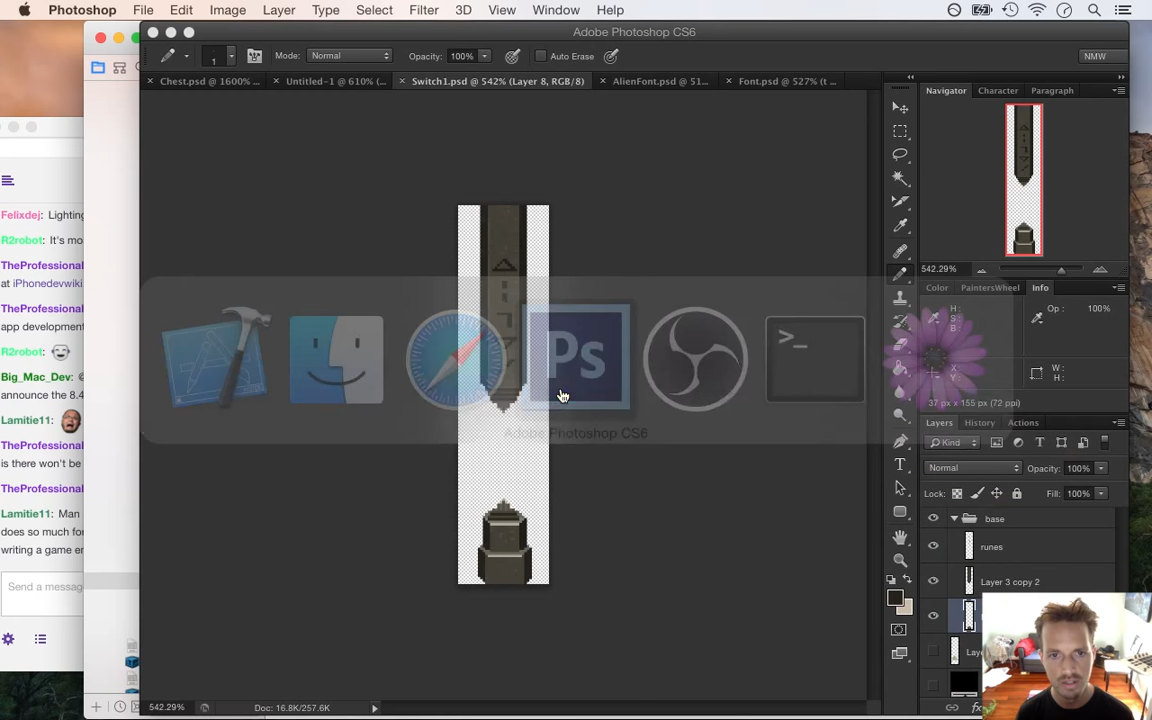 Photoshop File Edit Image Layer Type Select Filter 3D View Window Help
Adobe Photoshop CS6
1 Mode: Normal Opacity: 100% Auto Erase NMW
Chest.psd @ 1600% ... Untitled-1 @ 610% (... Switch1.psd @ 542% (Layer 8, RGB/8) AlienFont.psd @ 51... Font.psd @ 527% (t ...
Navigator Character Paragraph
Felixdej: Lighting
R2robot: It's mo
TheProfessional
at iPhonedevwiki
TheProfessional
app development
R2robot:
Big_Mac_Dev:
announce the 8.4
Lamitie11:
TheProfessional
is there won't be
TheProfessional
Lamitie11: Man
does so much for
writing a game en
Send a messag
542.29%
Color PaintersWheel Info
H:
S:
B:
Op: 100%
X:
Y:
W:
H:
37 px x 155 px (72 ppi)
Ps
Adobe Photoshop CS6
Layers History Actions
Kind
Normal Opacity: 100%
Lock: Fill: 100%
base
runes
Layer 3 copy 2
Laye
fx
542.29% Doc: 16.8K/257.6K